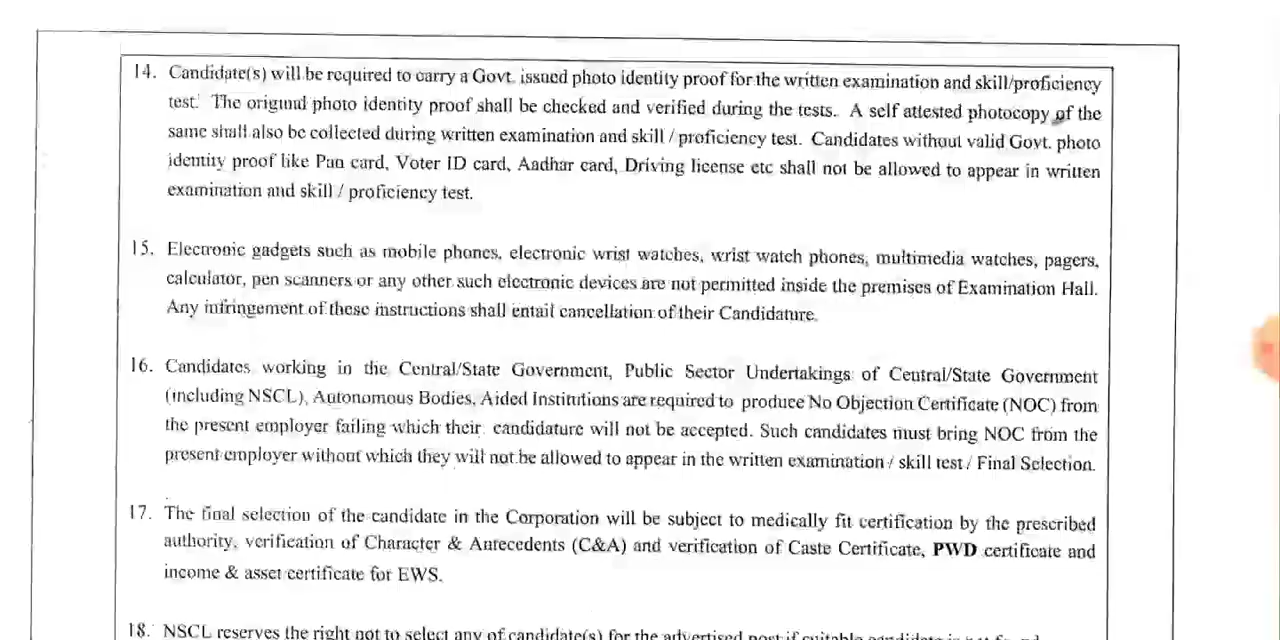 14. Candidate(s) will be required to carry a Govt. issued photo identity proof for the written examination and skill/proficiency
test. The original photo identity proof shall be checked and verified during the tests. A self attested photocopy of the
same shall also be collected during written examination and skill / proficiency test. Candidates without valid Govt. photo
identity proof like Pan card, Voter ID card, Aadhar card, Driving license etc shall not be allowed to appear in written
examination and skill / proficiency test.
15. Electronic gadgets such as mobile phones, electronic wrist watches, wrist watch phones, multimedia watches, pagers,
calculator, pen scanners or any other such electronic devices are not permitted inside the premises of Examination Hall.
Any infringement of these instructions shall entail cancellation of their Candidature.
16. Candidates working in the Central/State Government, Public Sector Undertakings of Central/State Government
(including NSCL), Autonomous Bodies, Aided Institutions are required to produce No Objection Certificate (NOC) from
the present employer failing which their candidature will not be accepted. Such candidates must bring NOC from the
present employer without which they will not be allowed to appear in the written examination / skill test / Final Selection.
17. The final selection of the candidate in the Corporation will be subject to medically fit certification by the prescribed
authority, verification of Character & Antecedents (C&A) and verification of Caste Certificate, PWD certificate and
income & asset certificate for EWS.
18. NSCL reserves the right not to select any of candidate(s) for the advertised post if suitable candidate is not found